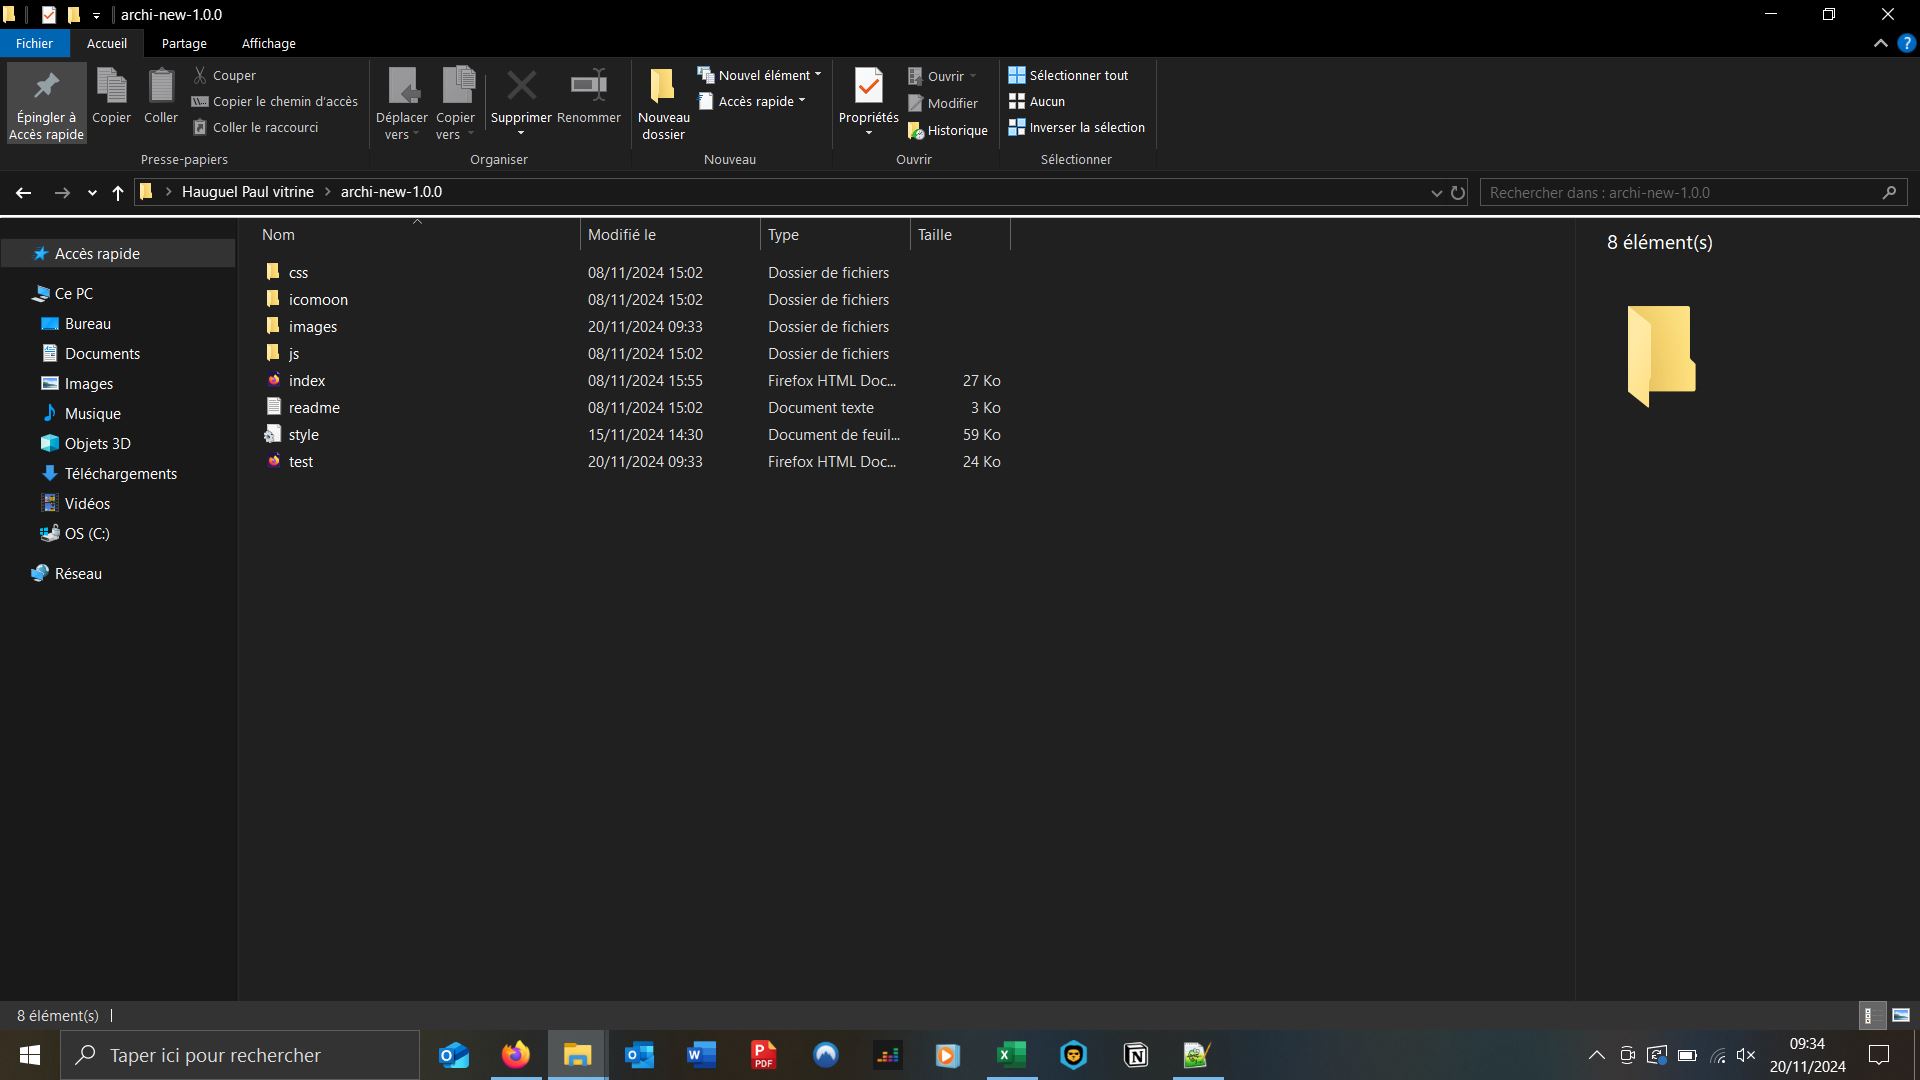 archi-new-1.0.0
Fichier Accueil Partage Affichage
Épingler à Accès rapide
Copier
Coller
Couper
Copier le chemin d'accès
Coller le raccourci
Presse-papiers
Déplacer vers
Copier vers
Supprimer
Renommer
Organiser
Nouveau dossier
Nouvel élément
Accès rapide
Nouveau
Propriétés
Ouvrir
Modifier
Historique
Ouvrir
Sélectionner tout
Aucun
Inverser la sélection
Sélectionner
Hauguel Paul vitrine > archi-new-1.0.0
Rechercher dans : archi-new-1.0.0
Accès rapide
Ce PC
Bureau
Documents
Images
Musique
Objets 3D
Téléchargements
Vidéos
OS (C:)
Réseau
Nom Modifié le Type Taille
css 08/11/2024 15:02 Dossier de fichiers
icomoon 08/11/2024 15:02 Dossier de fichiers
images 20/11/2024 09:33 Dossier de fichiers
js 08/11/2024 15:02 Dossier de fichiers
index 08/11/2024 15:55 Firefox HTML Doc... 27 Ko
readme 08/11/2024 15:02 Document texte 3 Ko
style 15/11/2024 14:30 Document de feuil... 59 Ko
test 20/11/2024 09:33 Firefox HTML Doc... 24 Ko
8 élément(s)
8 élément(s)
Taper ici pour rechercher
PDF
09:34
20/11/2024